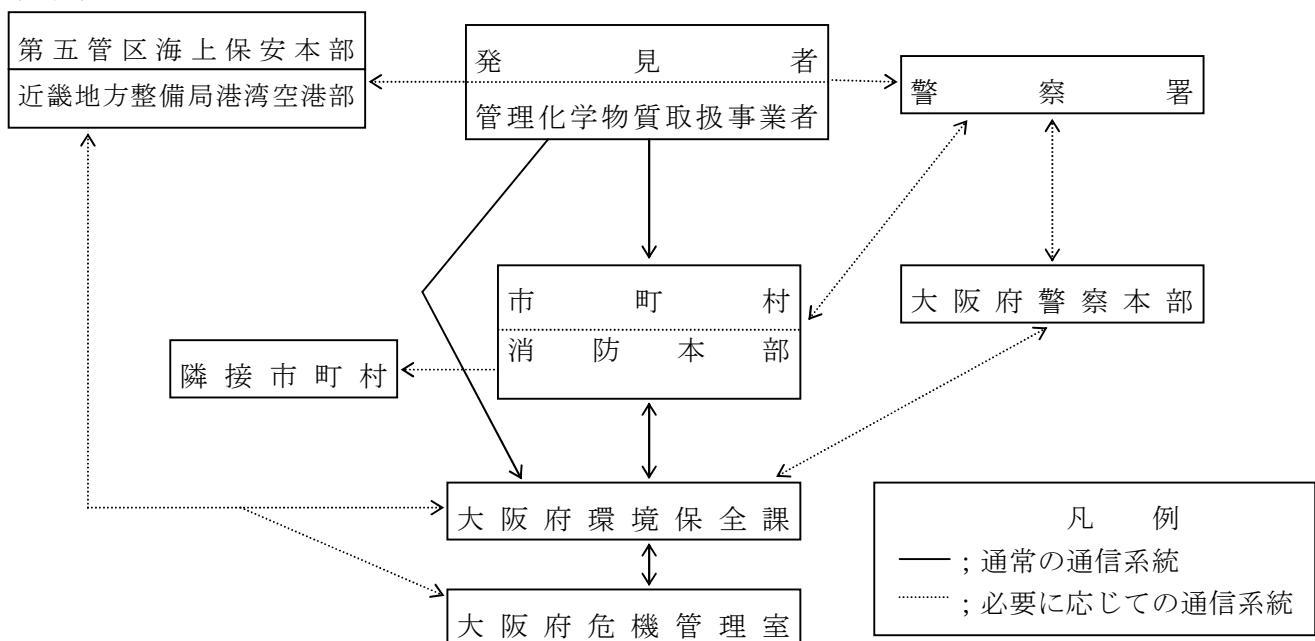 第五管区海上保安本部
近畿地方整備局港湾空港部
発見者
管理化学物質取扱事業者
警察署
市町村
消防本部
大阪府警察本部
隣接市町村
大阪府環境保全課
大阪府危機管理室
凡例
；通常の通信系統
；必要に応じての通信系統